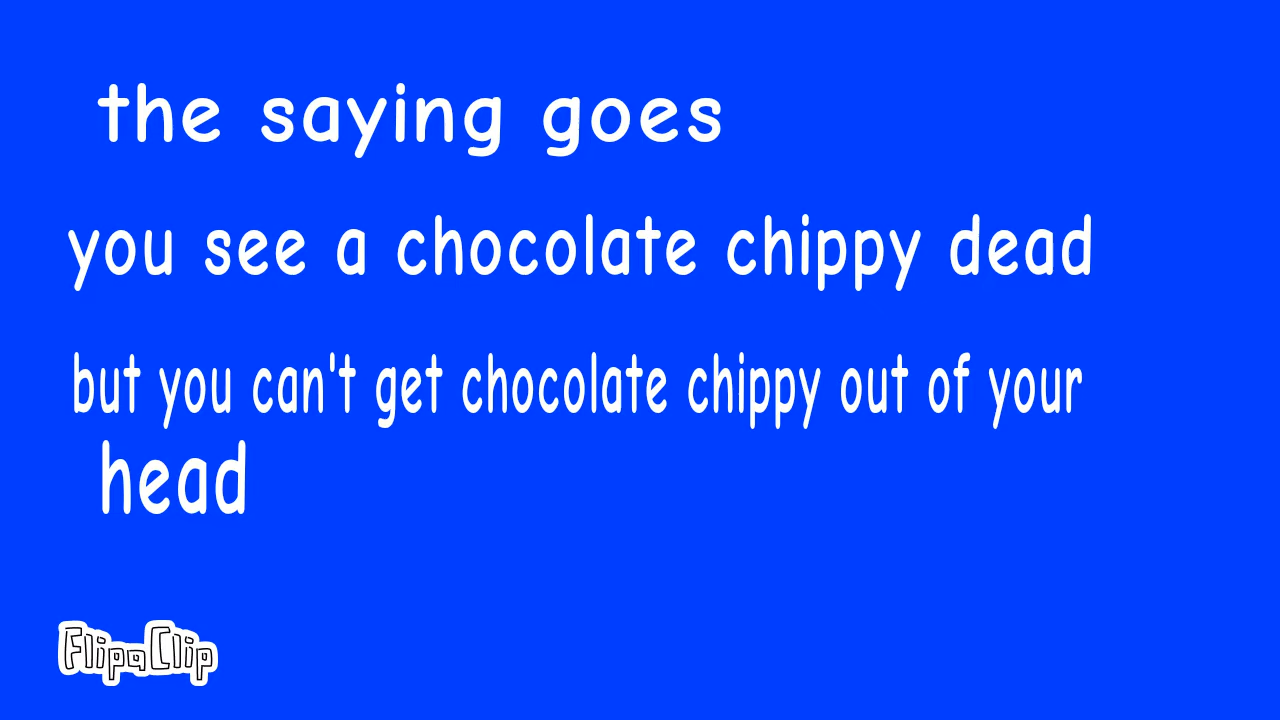 the saying goes
you see a chocolate chippy dead
but you can't get chocolate chippy out of your
head
FlipaClip